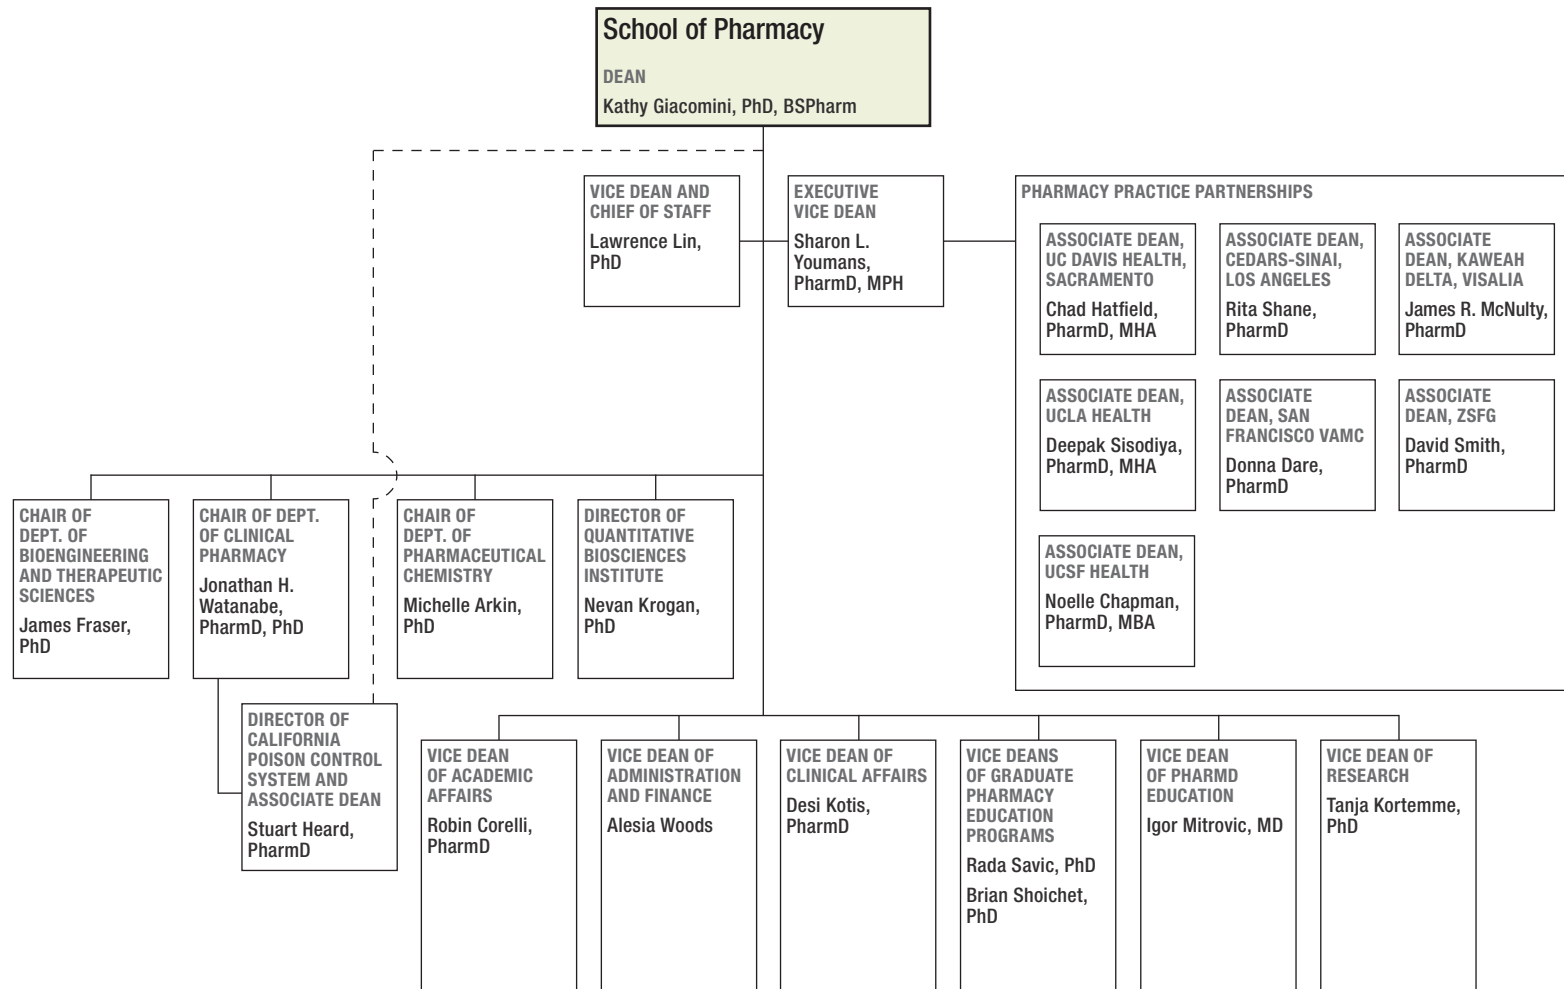 School of Pharmacy
DEAN
Kathy Giacomini, PhD, BSPharm
VICE DEAN AND
CHIEF OF STAFF
Lawrence Lin,
PhD
EXECUTIVE
VICE DEAN
Sharon L.
Youmans,
PharmD, MPH
PHARMACY PRACTICE PARTNERSHIPS
ASSOCIATE DEAN,
UC DAVIS HEALTH,
SACRAMENTO
Chad Hatfield,
PharmD, MHA
ASSOCIATE DEAN,
CEDARS-SINAI,
LOS ANGELES
Rita Shane,
PharmD
ASSOCIATE
DEAN, KAWEAH
DELTA, VISALIA
James R. McNulty,
PharmD
ASSOCIATE DEAN,
UCLA HEALTH
Deepak Sisodiya,
PharmD, MHA
ASSOCIATE
DEAN, SAN
FRANCISCO VAMC
Donna Dare,
PharmD
ASSOCIATE
DEAN, ZSFG
David Smith,
PharmD
ASSOCIATE DEAN,
UCSF HEALTH
Noelle Chapman,
PharmD, MBA
CHAIR OF
DEPT. OF
BIOENGINEERING
AND THERAPEUTIC
SCIENCES
James Fraser,
PhD
CHAIR OF DEPT.
OF CLINICAL
PHARMACY
Jonathan H.
Watanabe,
PharmD, PhD
CHAIR OF
DEPT. OF
PHARMACEUTICAL
CHEMISTRY
Michelle Arkin,
PhD
DIRECTOR OF
QUANTITATIVE
BIOSCIENCES
INSTITUTE
Nevan Krogan,
PhD
DIRECTOR OF
CALIFORNIA
POISON CONTROL
SYSTEM AND
ASSOCIATE DEAN
Stuart Heard,
PharmD
VICE DEAN
OF ACADEMIC
AFFAIRS
Robin Corelli,
PharmD
VICE DEAN OF
ADMINISTRATION
AND FINANCE
Alesia Woods
VICE DEAN OF
CLINICAL AFFAIRS
Desi Kotis,
PharmD
VICE DEANS
OF GRADUATE
PHARMACY
EDUCATION
PROGRAMS
Rada Savic, PhD
Brian Shoichet,
PhD
VICE DEAN
OF PHARMD
EDUCATION
Igor Mitrovic, MD
VICE DEAN OF
RESEARCH
Tanja Kortemme,
PhD